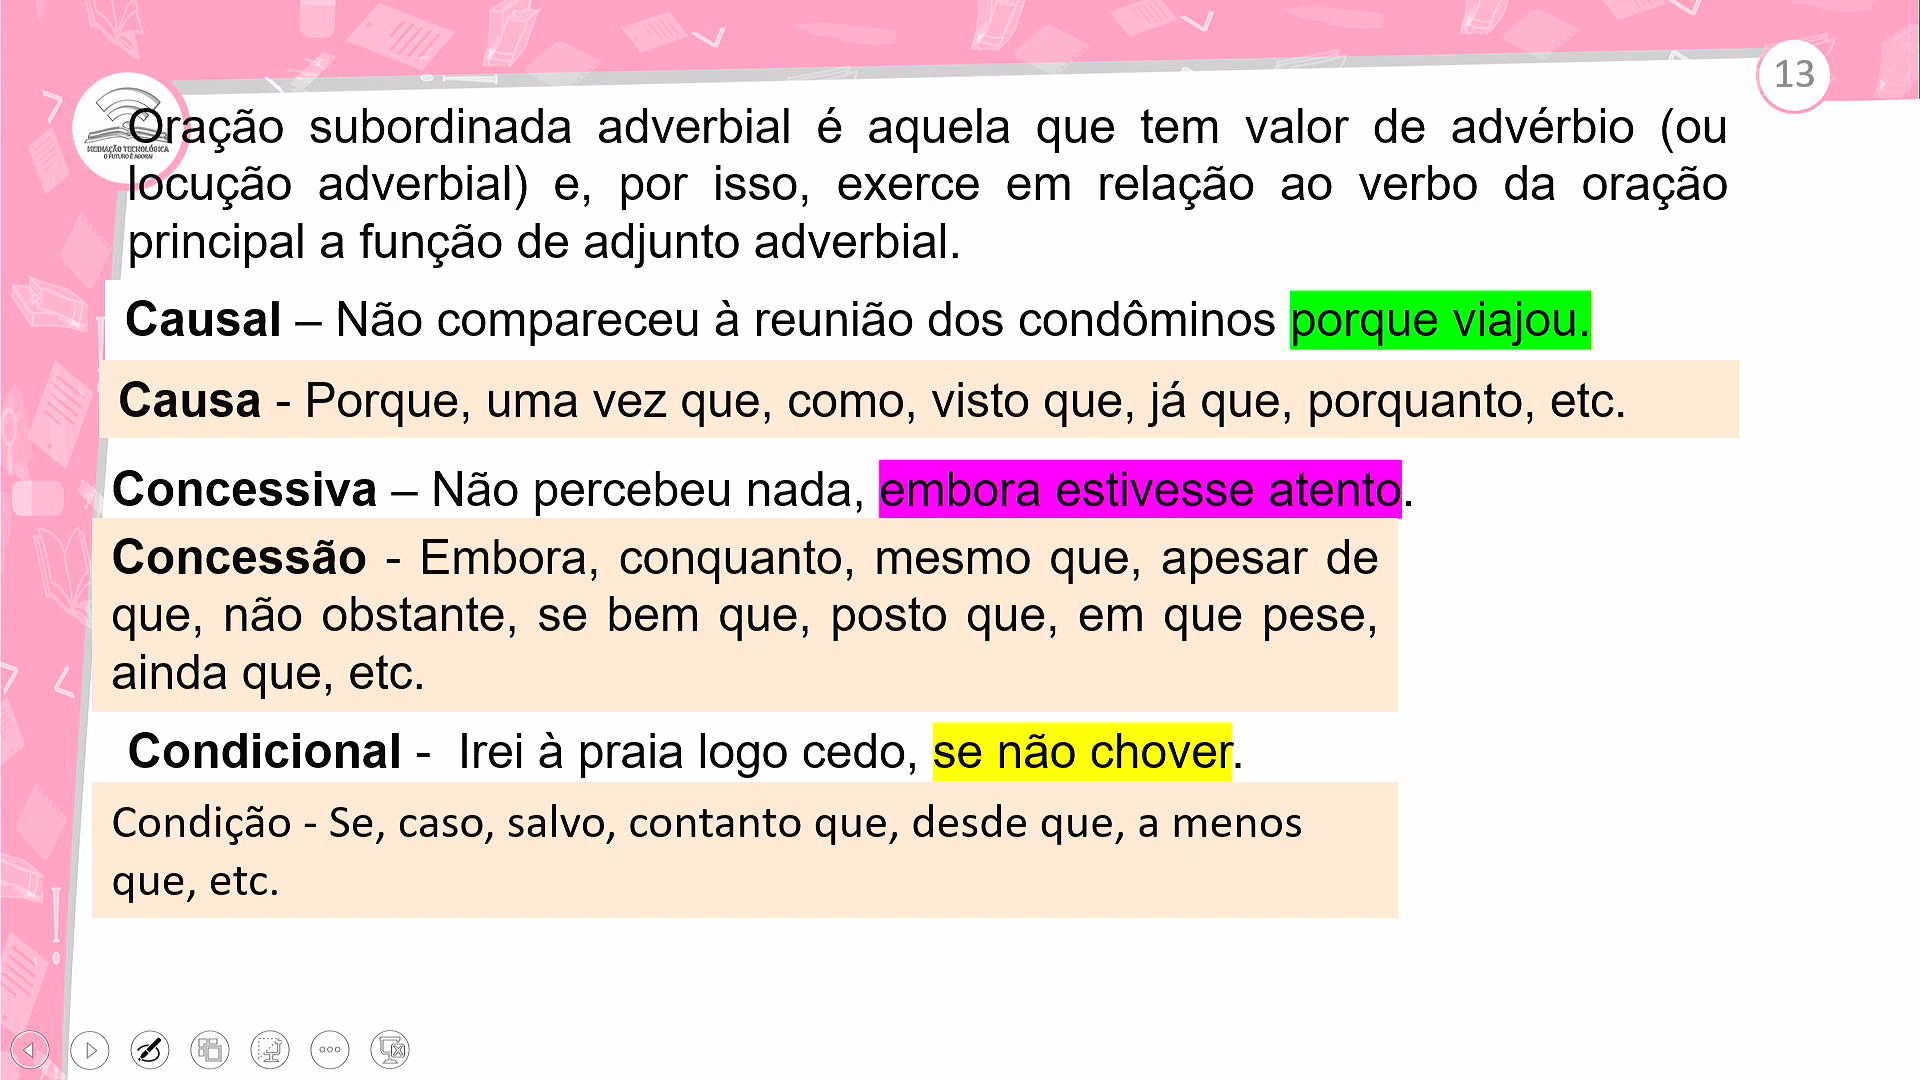 13
MEDIAÇÃO TECNOLÓGICA
O FUTURO É AGORA!
Oração subordinada adverbial é aquela que tem valor de advérbio (ou
locução adverbial) e, por isso, exerce em relação ao verbo da oração
principal a função de adjunto adverbial.
Causal – Não compareceu à reunião dos condôminos porque viajou.
Causa - Porque, uma vez que, como, visto que, já que, porquanto, etc.
Concessiva – Não percebeu nada, embora estivesse atento.
Concessão - Embora, conquanto, mesmo que, apesar de
que, não obstante, se bem que, posto que, em que pese,
ainda que, etc.
Condicional - Irei à praia logo cedo, se não chover.
Condição - Se, caso, salvo, contanto que, desde que, a menos
que, etc.